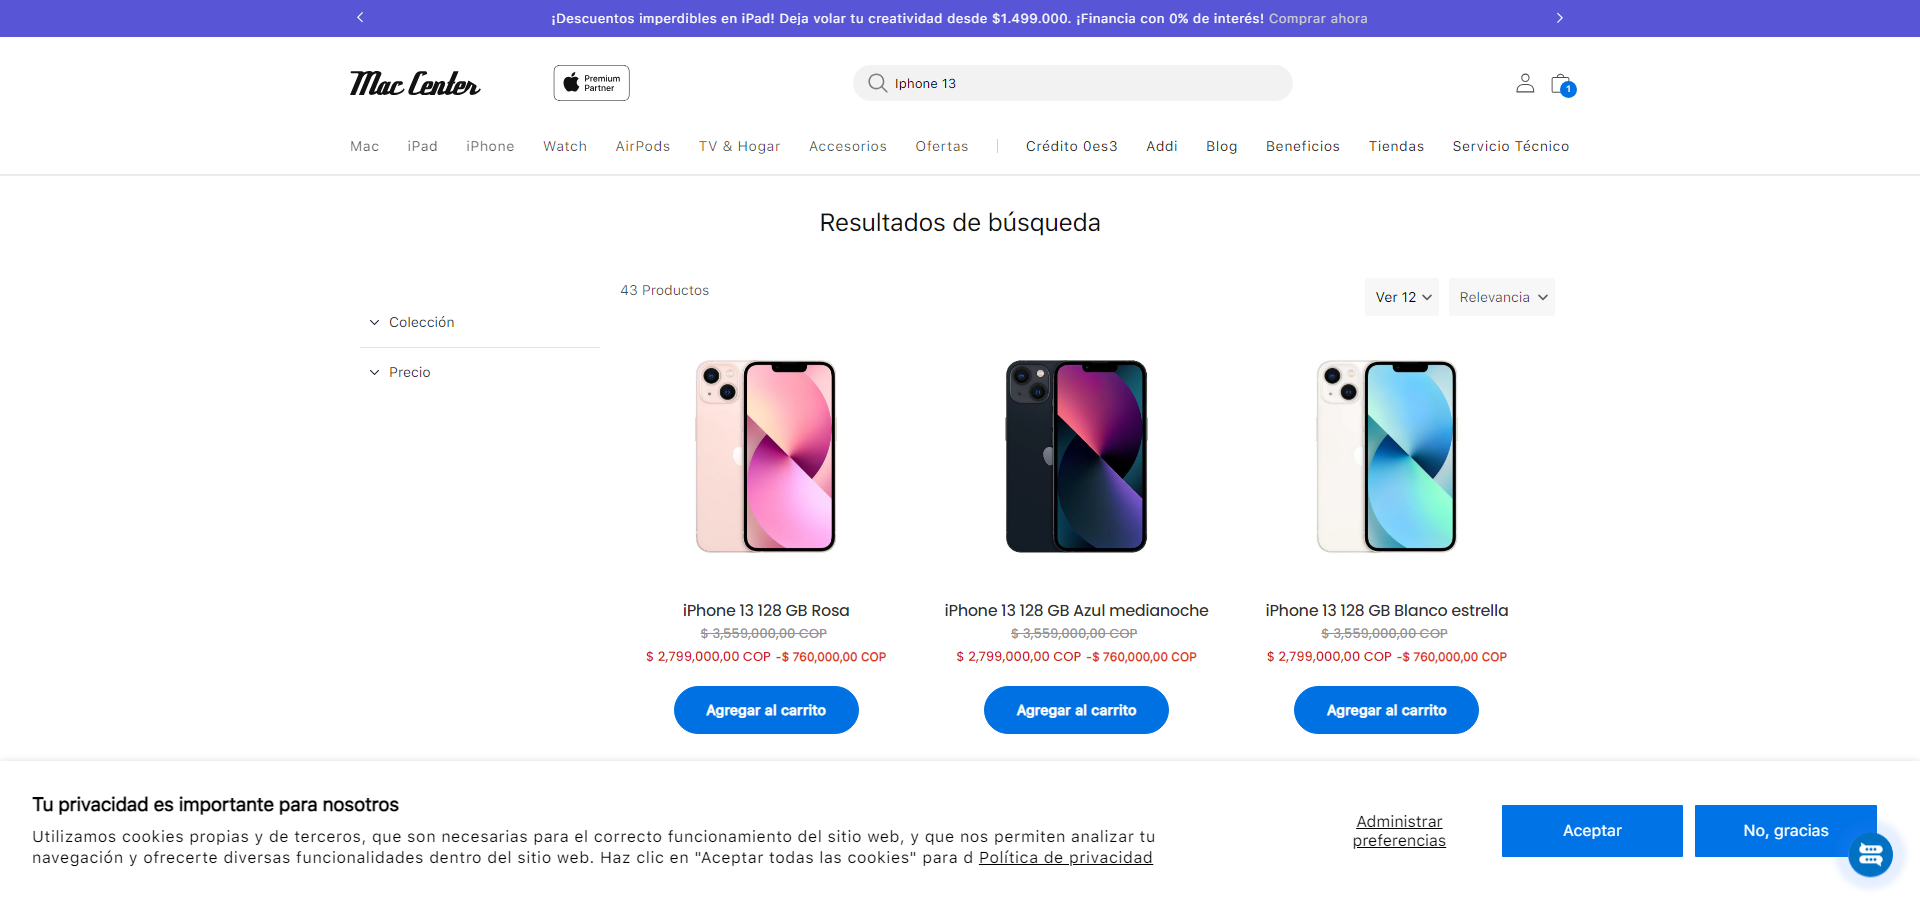 ¡Descuentos imperdibles en iPad! Deja volar tu creatividad desde $1.499.000. ¡Financia con 0% de interés! Comprar ahora
Mac Center
Premium
Partner
Iphone 13
1
Mac iPad iPhone Watch AirPods TV & Hogar Accesorios Ofertas Crédito 0es3 Addi Blog Beneficios Tiendas Servicio Técnico
Resultados de búsqueda
43 Productos
Ver 12
Relevancia
Colección
Precio
iPhone 13 128 GB Rosa
$ 3,559,000,00 COP
$ 2,799,000,00 COP -$ 760,000,00 COP
Agregar al carrito
iPhone 13 128 GB Azul medianoche
$ 3,559,000,00 COP
$ 2,799,000,00 COP -$ 760,000,00 COP
Agregar al carrito
iPhone 13 128 GB Blanco estrella
$ 3,559,000,00 COP
$ 2,799,000,00 COP -$ 760,000,00 COP
Agregar al carrito
Tu privacidad es importante para nosotros
Utilizamos cookies propias y de terceros, que son necesarias para el correcto funcionamiento del sitio web, y que nos permiten analizar tu
navegación y ofrecerte diversas funcionalidades dentro del sitio web. Haz clic en "Aceptar todas las cookies" para d Política de privacidad
Administrar
preferencias
Aceptar
No, gracias